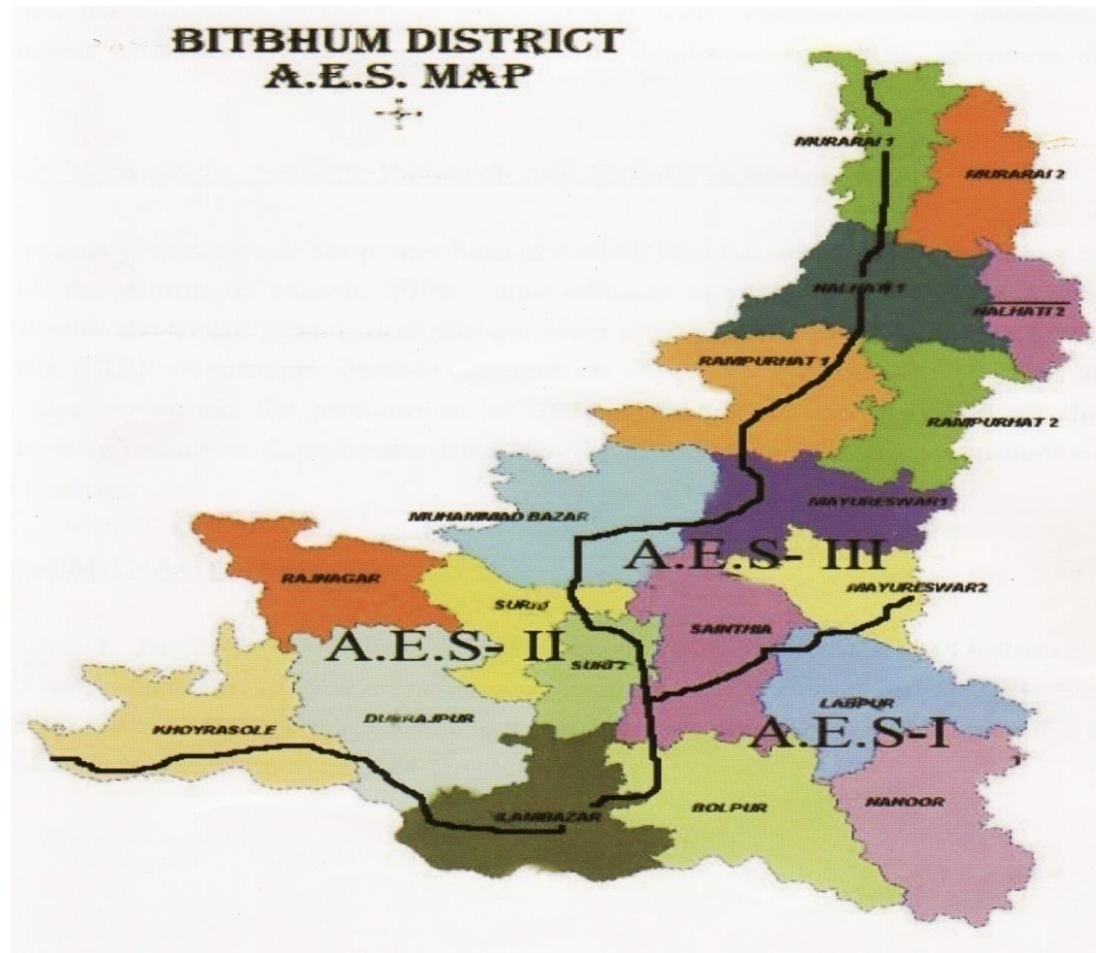 BITBHUM DISTRICT
A.E.S. MAP
MURARAI 1
MURARAI 2
NALHATI 1
NALHATI 2
RAMPURHAT 1
RAMPURHAT 2
MAYURESWAR1
MUHAMMAD BAZAR
A.E.S- III
RAJNAGAR
MAYURESWAR2
SURI
SAINTHIA
A.E.S- II
SURI 2
LABPUR
DUBRAJPUR
KHOYRASOLE
A.E.S-I
ILAMBAZAR
BOLPUR
NANOOR